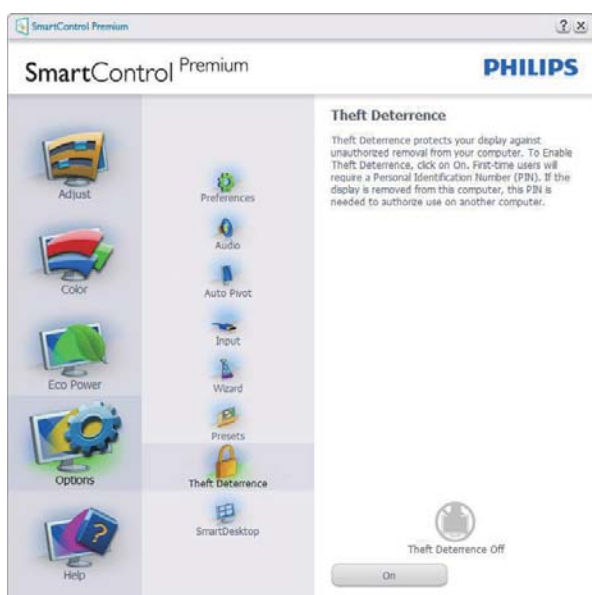 SmartControl Premium
? x
SmartControl Premium
PHILIPS
Adjust
Color
Eco Power
Options
Help
Preferences
Audio
Auto Pivot
Input
Wizard
Presets
Theft Deterrence
SmartDesktop
Theft Deterrence
Theft Deterrence protects your display against
unauthorized removal from your computer. To Enable
Theft Deterrence, click on On. First-time users will
require a Personal Identification Number (PIN). If the
display is removed from this computer, this PIN is
needed to authorize use on another computer.
Theft Deterrence Off
On